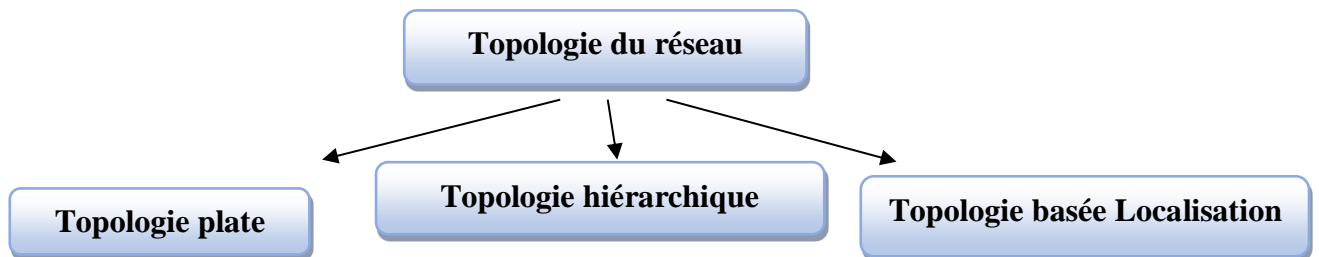 Topologie du réseau
Topologie plate
Topologie hiérarchique
Topologie basée Localisation